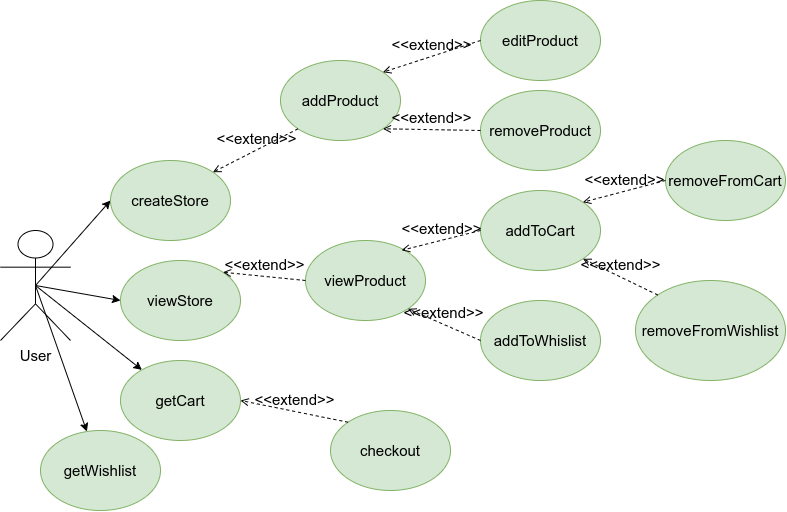 editProduct
<<extend>>
addProduct
<<extend>>
removeProduct
<<extend>>
<<extend>>
removeFromCart
createStore
<<extend>>
addToCart
<<extend>>
viewProduct
<<extend>>
viewStore
<<extend>>
addToWhislist
removeFromWishlist
User
getCart
<<extend>>
checkout
getWishlist